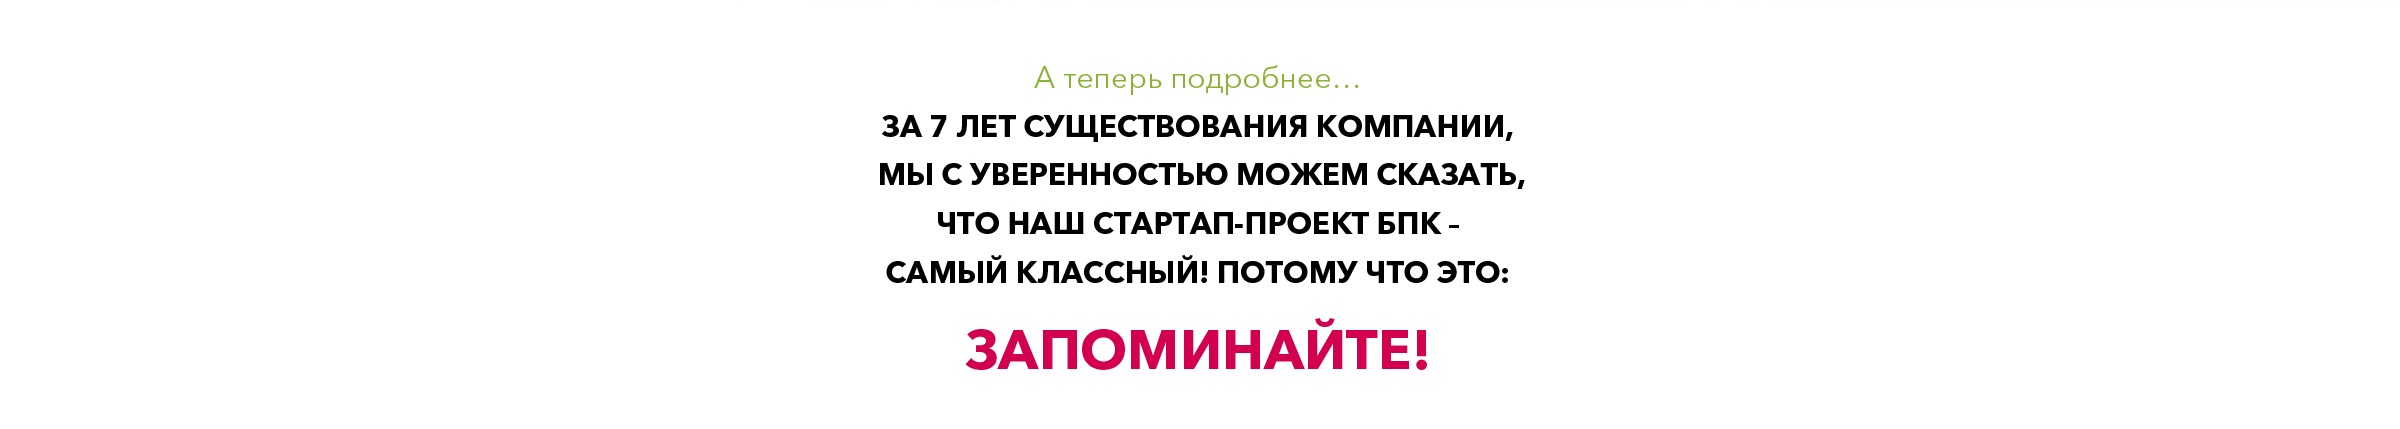 А теперь подробнее...
ЗА 7 ЛЕТ СУЩЕСТВОВАНИЯ КОМПАНИИ,
МЫ С УВЕРЕННОСТЬЮ МОЖЕМ СКАЗАТЬ,
ЧТО НАШ СТАРТАП-ПРОЕКТ БПК –
САМЫЙ КЛАССНЫЙ! ПОТОМУ ЧТО ЭТО:
ЗАПОМИНАЙТЕ!